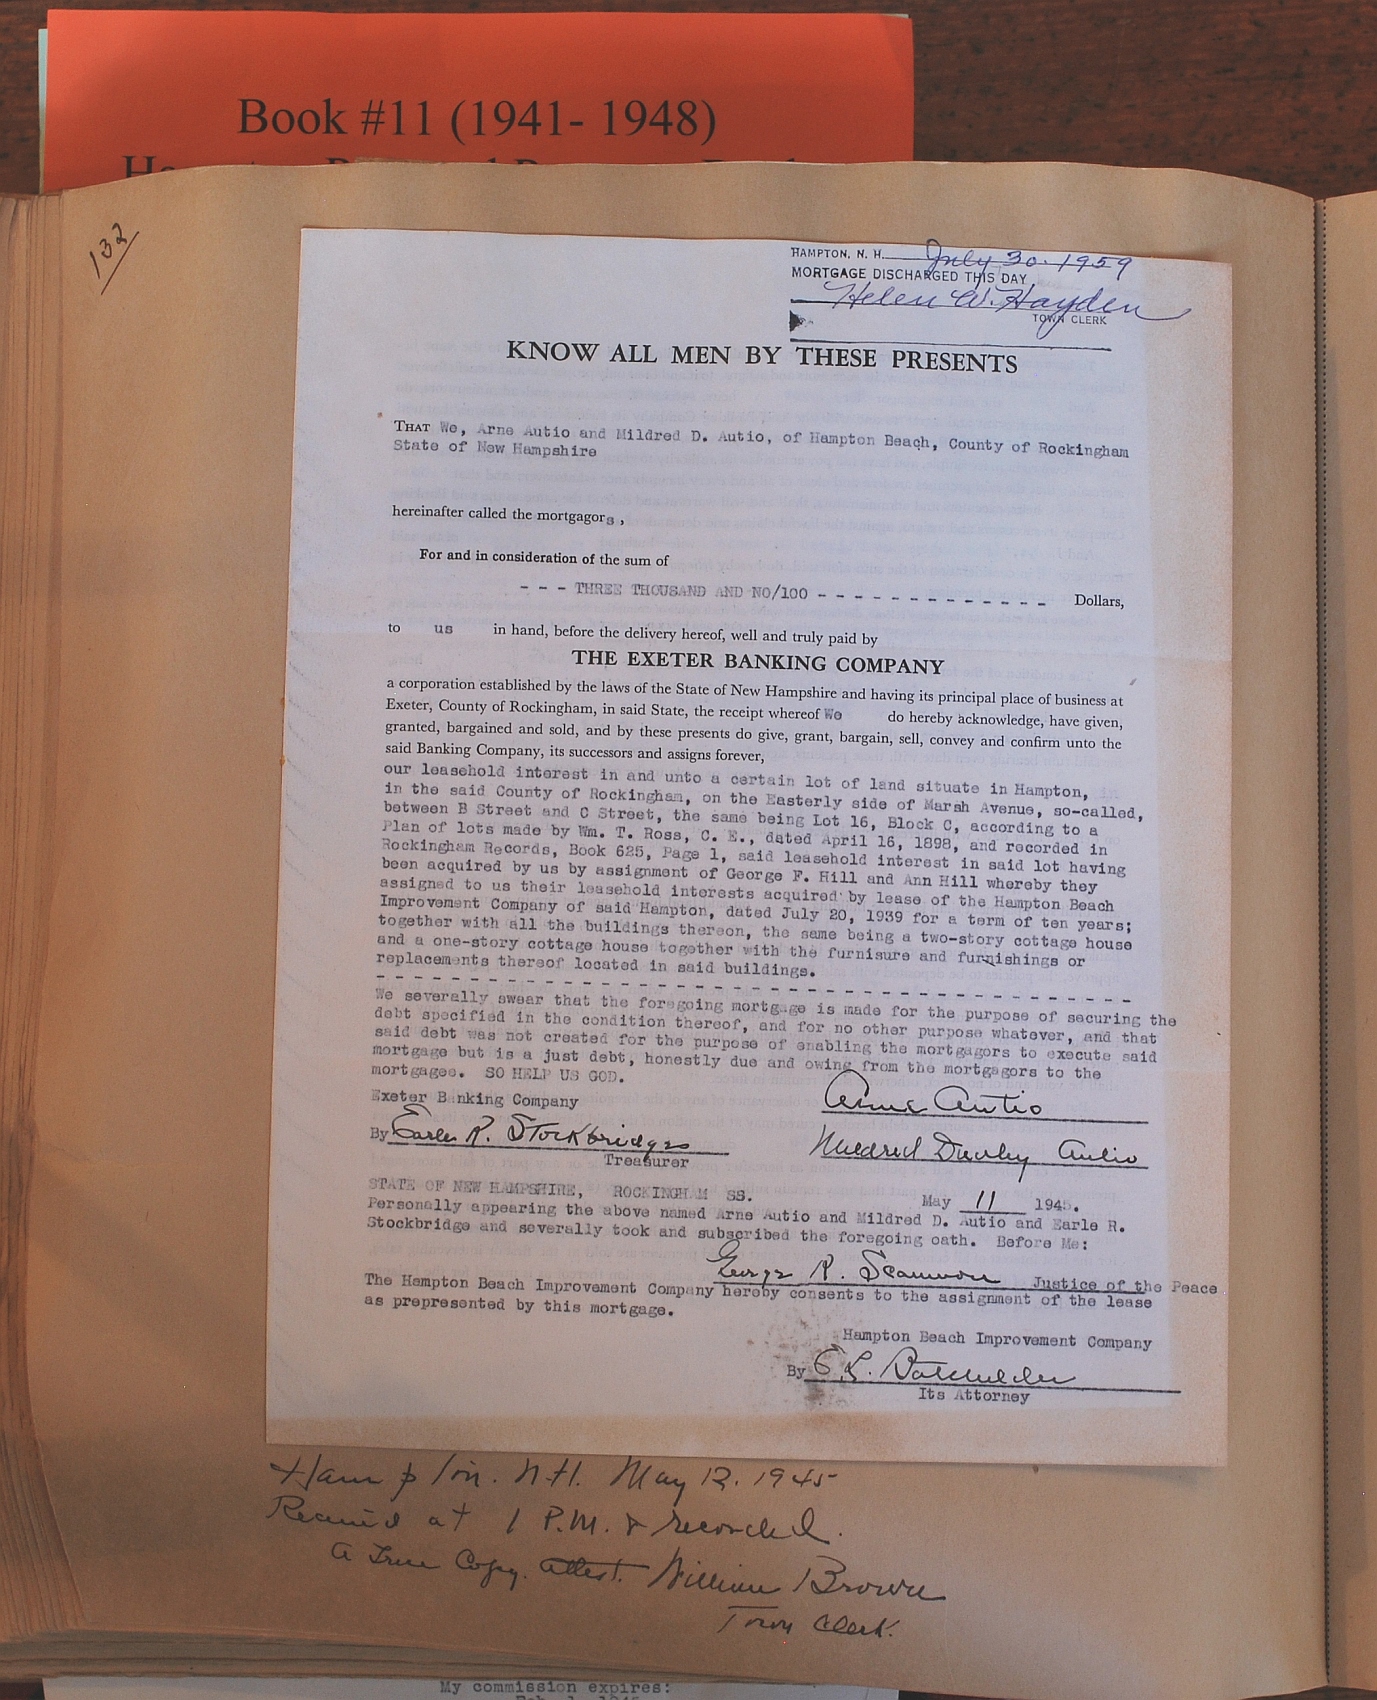 Book #11 (1941- 1948)
132
HAMPTON, N. H. July 30. 1959
MORTGAGE DISCHARGED THIS DAY
Helen W. Hayden
TOWN CLERK
KNOW ALL MEN BY THESE PRESENTS
THAT We, Arne Autio and Mildred D. Autio, of Hampton Beach, County of Rockingham
State of New Hampshire
hereinafter called the mortgagors,
For and in consideration of the sum of
- - - THREE THOUSAND AND NO/100 - - - - - - - - - - - - - - Dollars,
to us in hand, before the delivery hereof, well and truly paid by
THE EXETER BANKING COMPANY
a corporation established by the laws of the State of New Hampshire and having its principal place of business at
Exeter, County of Rockingham, in said State, the receipt whereof We do hereby acknowledge, have given,
granted, bargained and sold, and by these presents do give, grant, bargain, sell, convey and confirm unto the
said Banking Company, its successors and assigns forever,
our leasehold interest in and unto a certain lot of land situate in Hampton,
in the said County of Rockingham, on the Easterly side of Marsh Avenue, so-called,
between B Street and C Street, the same being Lot 16, Block C, according to a
Plan of lots made by Wm. T. Ross, C. E., dated April 16, 1898, and recorded in
Rockingham Records, Book 625, Page 1, said leasehold interest in said lot having
been acquired by us by assignment of George F. Hill and Ann Hill whereby they
assigned to us their leasehold interests acquired by lease of the Hampton Beach
Improvement Company of said Hampton, dated July 20, 1939 for a term of ten years;
together with all the buildings thereon, the same being a two-story cottage house
and a one-story cottage house together with the furnisure and furnishings or
replacements thereof located in said buildings.
- - - - - - - - - - - - - - - - - - - - - - - - - - - - - - - - - - - - - - -
We severally swear that the foregoing mortgage is made for the purpose of securing the
debt specified in the condition thereof, and for no other purpose whatever, and that
said debt was not created for the purpose of enabling the mortgagors to execute said
mortgage but is a just debt, honestly due and owing from the mortgagors to the
mortgagee. SO HELP US GOD.
Exeter Banking Company Arne Autio
By Earle R. Stockbridge Mildred Autio
Treasurer
STATE OF NEW HAMPSHIRE, ROCKINGHAM SS. May 11 1945.
Personally appearing the above named Arne Autio and Mildred D. Autio and Earle R.
Stockbridge and severally took and subscribed the foregoing oath. Before Me:
George R. Scammon Justice of the Peace
The Hampton Beach Improvement Company hereby consents to the assignment of the lease
as prepresented by this mortgage.
Hampton Beach Improvement Company
By Batchelder
Its Attorney
Hampton. N.H. May 12. 1945
Received at 1 P.M. & recorded.
A True Copy. Attest. William Brown
Town Clerk.
My commission expires: